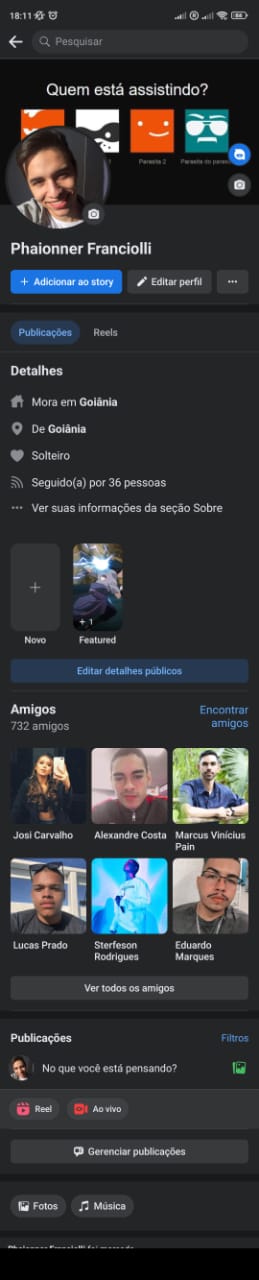 18:11
Pesquisar
Quem está assistindo?
1
Parasita 2
Parasita do paras
Phaionner Franciolli
+ Adicionar ao story
Editar perfil
Publicações
Reels
Detalhes
Mora em Goiânia
De Goiânia
Solteiro
Seguido(a) por 36 pessoas
Ver suas informações da seção Sobre
+ 1
Novo
Featured
Editar detalhes públicos
Amigos
Encontrar amigos
732 amigos
Josi Carvalho
Alexandre Costa
Marcus Vinícius Pain
Lucas Prado
Sterfeson Rodrigues
Eduardo Marques
Ver todos os amigos
Publicações
Filtros
No que você está pensando?
Reel
Ao vivo
Gerenciar publicações
Fotos
Música